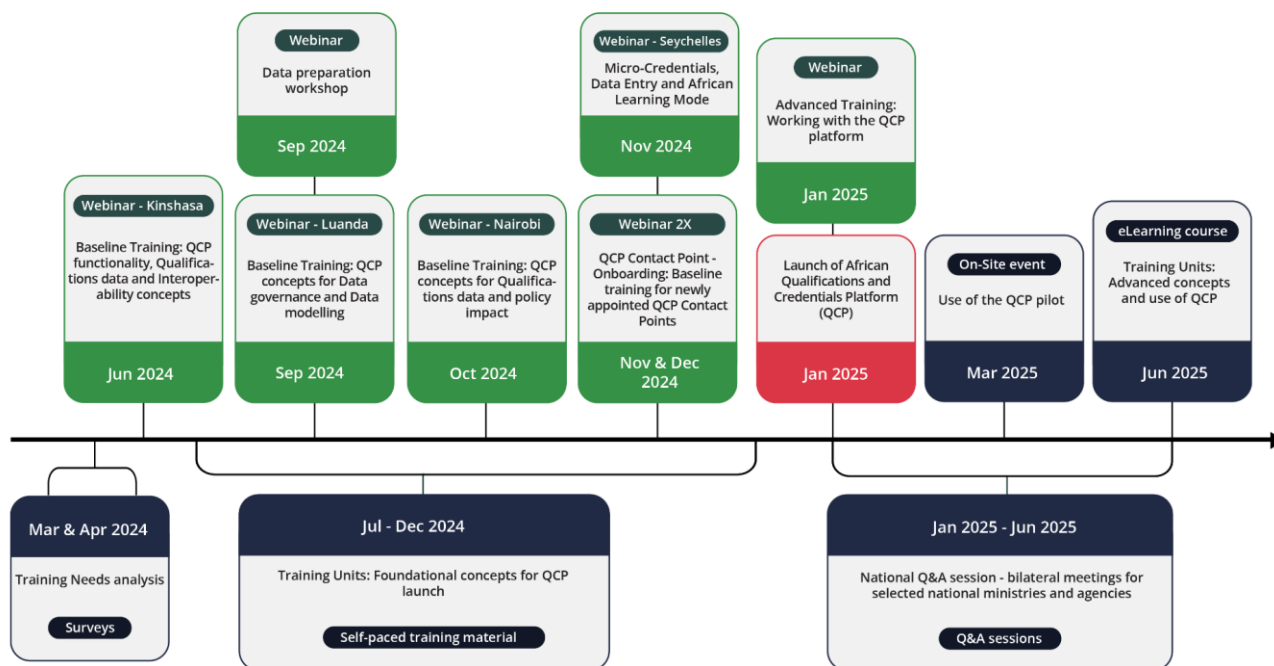 Webinar
Data preparation
workshop
Sep 2024
Webinar - Seychelles
Micro-Credentials,
Data Entry and African
Learning Mode
Nov 2024
Webinar
Advanced Training:
Working with the QCP
platform
Jan 2025
Webinar - Kinshasa
Baseline Training: QCP
functionality, Qualifica-
tions data and Interoper-
ability concepts
Jun 2024
Webinar - Luanda
Baseline Training: QCP
concepts for Data
governance and Data
modelling
Sep 2024
Webinar - Nairobi
Baseline Training: QCP
concepts for Qualifica-
tions data and policy
impact
Oct 2024
Webinar 2X
QCP Contact Point -
Onboarding: Baseline
training for newly
appointed QCP Contact
Points
Nov & Dec
2024
Launch of African
Qualifications and
Credentials Platform
(QCP)
Jan 2025
On-Site event
Use of the QCP pilot
Mar 2025
eLearning course
Training Units:
Advanced concepts
and use of QCP
Jun 2025
Mar & Apr 2024
Training Needs analysis
Surveys
Jul - Dec 2024
Training Units: Foundational concepts for QCP
launch
Self-paced training material
Jan 2025 - Jun 2025
National Q&A session - bilateral meetings for
selected national ministries and agencies
Q&A sessions